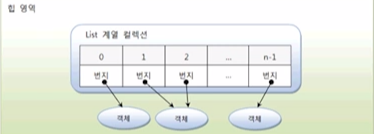 힙 영역
List 계열 컬렉션
0 1 2 ... n-1
번지 번지 번지 ... 번지
객체 객체 객체